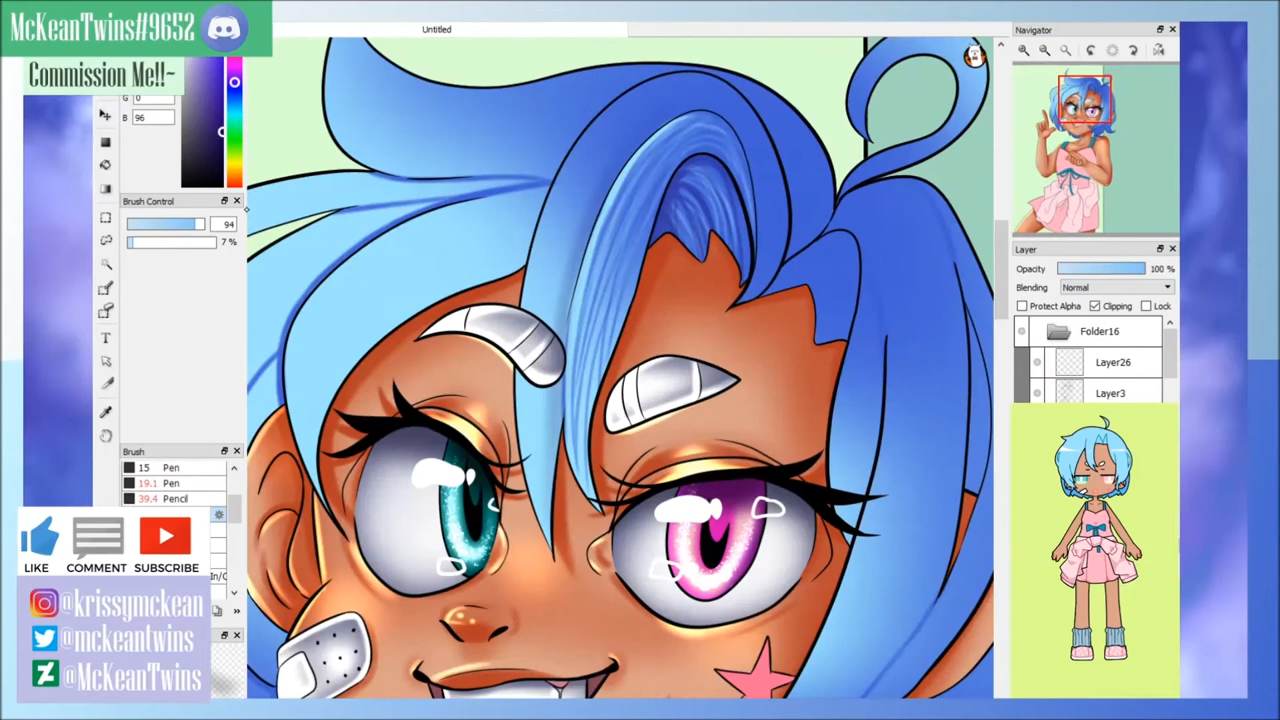 McKeanTwins#9652
Commission Me!!~
Untitled
G 0
B 96
Brush Control
94
7 %
Brush
15 Pen
19.1 Pen
39.4 Pencil
In/O
LIKE
COMMENT
SUBSCRIBE
@krissymckean
@mckeantwins
@McKeanTwins
Navigator
Layer
Opacity 100 %
Blending Normal
Protect Alpha Clipping Lock
Folder16
Layer26
Layer3